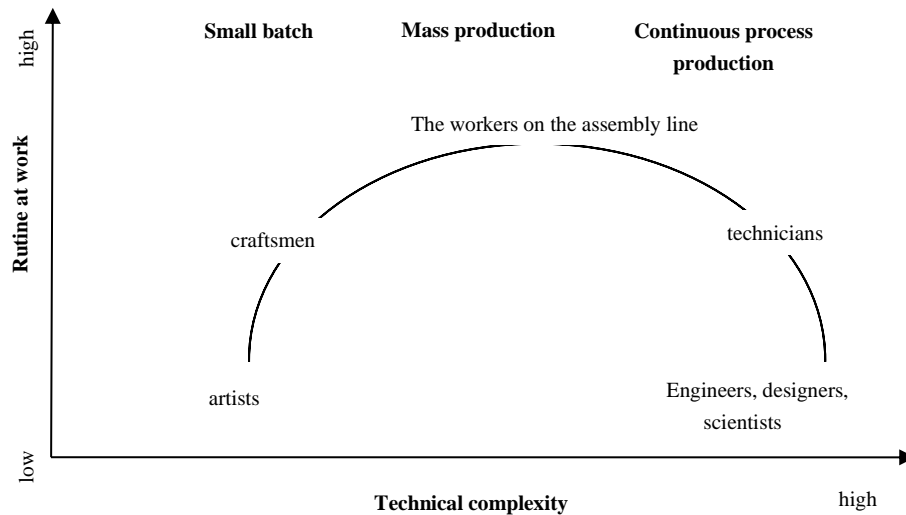 high
Small batch
Mass production
Continuous process
production
The workers on the assembly line
Rutine at work
craftsmen
technicians
artists
Engineers, designers,
scientists
low
Technical complexity
high